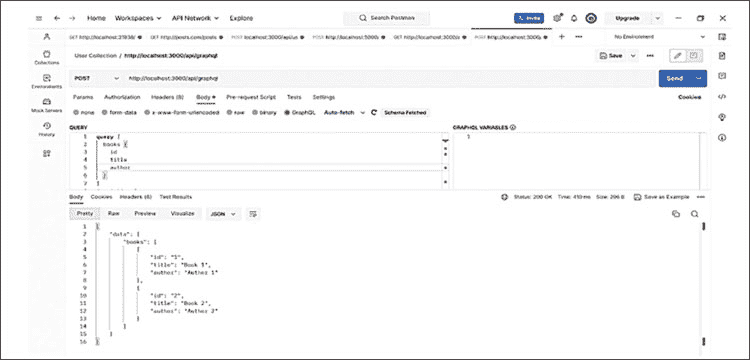 Home Workspaces API Network Explore Search Postman Invite Upgrade
No Environment
User Collection / http://localhost:3000/api/graphql Save
POST http://localhost:3000/api/graphql Send
Params Authorization Headers (8) Body Pre-request Script Tests Settings Cookies
none form-data x-www-form-urlencoded raw binary GraphQL Auto-fetch Schema Fetched
QUERY GRAPHQL VARIABLES
1 query { 1
2 books {
3 id
4 title
5 author
6 }
7 }
Collections
Environments
Mock Servers
History
Body Cookies Headers (6) Test Results Status: 200 OK Time: 410 ms Size: 296 B Save as Example
Pretty Raw Preview Visualize JSON
1 {
2 "data": {
3 "books": [
4 {
5 "id": "1",
6 "title": "Book 1",
7 "author": "Author 1"
8 },
9 {
10 "id": "2",
11 "title": "Book 2",
12 "author": "Author 2"
13 }
14 ]
15 }
16 }